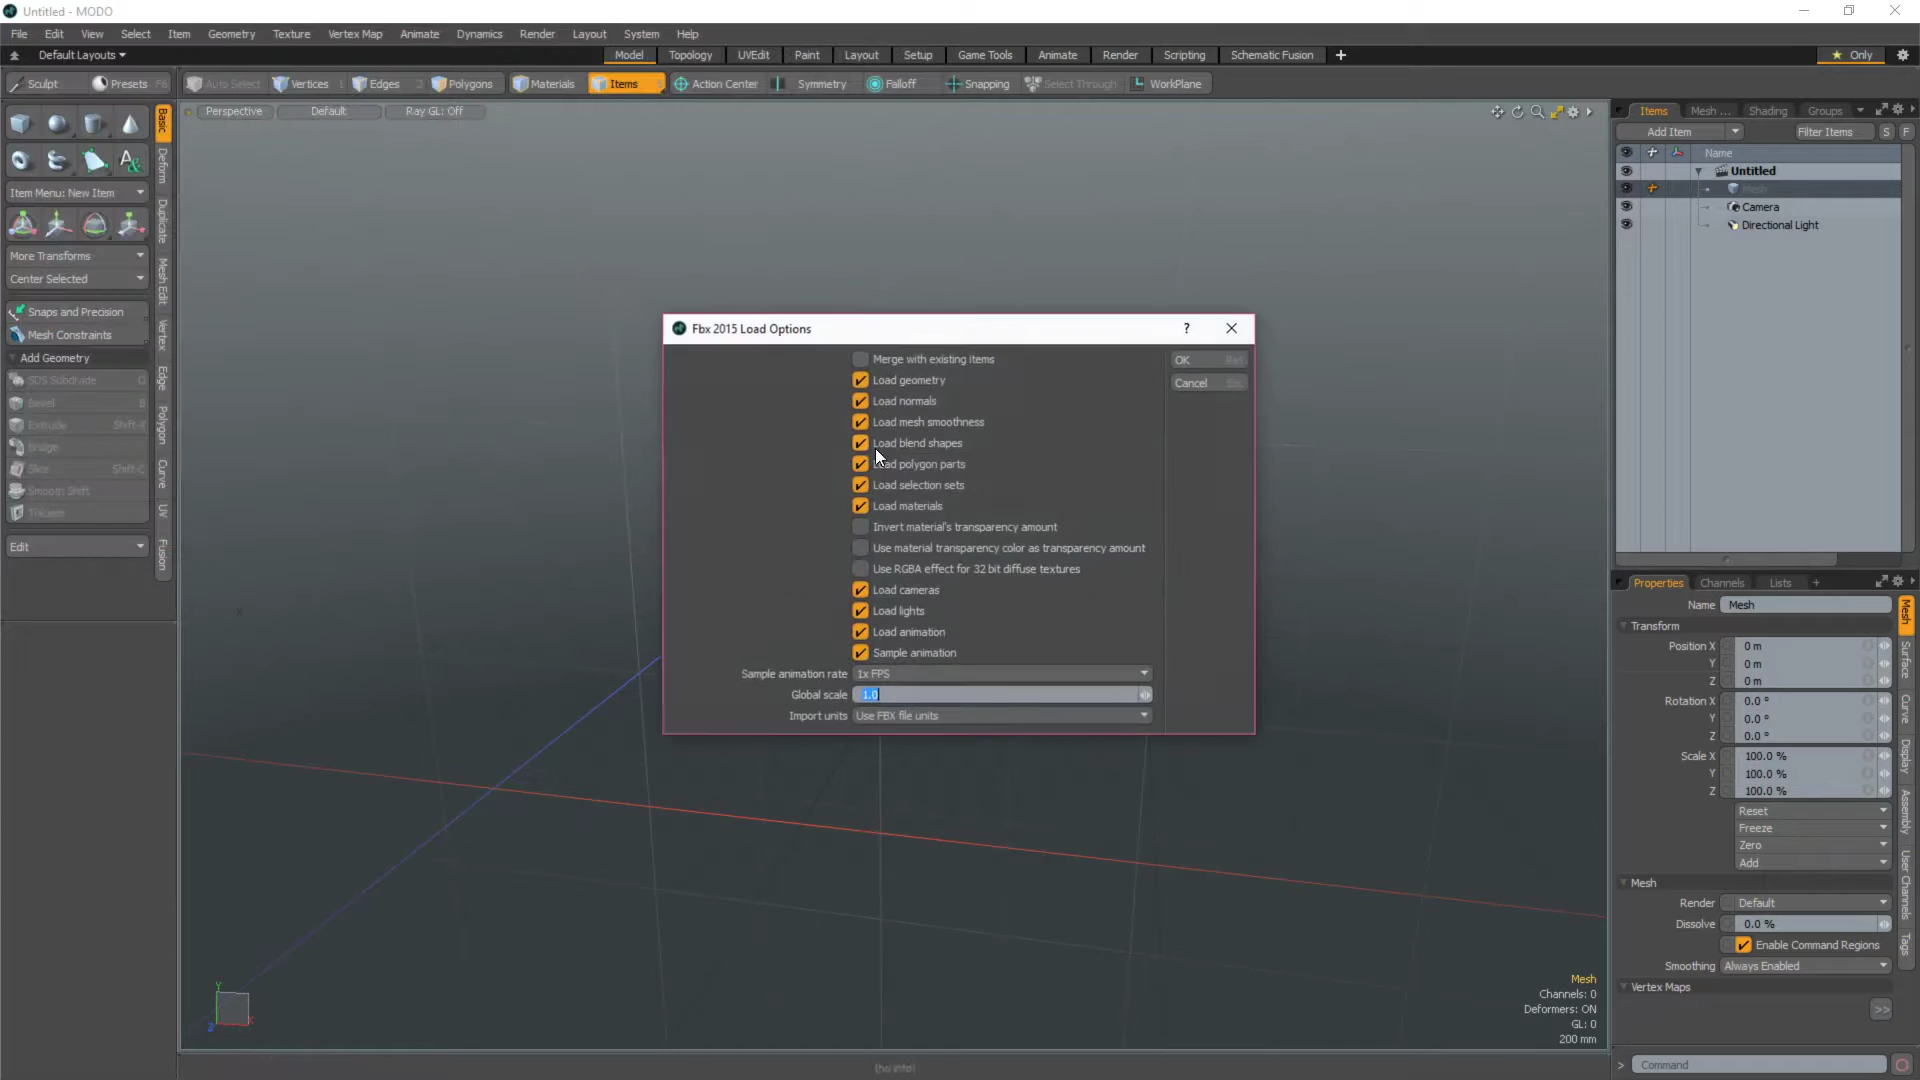 Untitled - MODO
File Edit View Select Item Geometry Texture Vertex Map Animate Dynamics Render Layout System Help
Default Layouts Model Topology UVEdit Paint Layout Setup Game Tools Animate Render Scripting Schematic Fusion + Only
Sculpt Presets F6 Auto Select Vertices 1 Edges 2 Polygons Materials Items Action Center Symmetry Falloff Snapping Select Through WorkPlane
Perspective Default Ray GL: Off
Items Mesh ... Shading Groups
Add Item Filter Items S F
Name
Untitled
Mesh
Camera
Directional Light
Basic
Deform
Duplicate
Mesh Edit
Vertex
Edge
Polygon
Curve
UV
Fusion
Item Menu: New Item
More Transforms
Center Selected
Snaps and Precision
Mesh Constraints
Add Geometry
SDS Subdivide D
Bevel B
Extrude Shift-X
Bridge
Slice Shift-C
Smooth Shift
Thicken
Edit
Fbx 2015 Load Options ?
Merge with existing items
Load geometry
Load normals
Load mesh smoothness
Load blend shapes
Load polygon parts
Load selection sets
Load materials
Invert material's transparency amount
Use material transparency color as transparency amount
Use RGBA effect for 32 bit diffuse textures
Load cameras
Load lights
Load animation
Sample animation
Sample animation rate 1x FPS
Global scale 1.0
Import units Use FBX file units
OK Ret
Cancel Esc
Properties Channels Lists +
Name Mesh
Transform
Position X 0 m
Y 0 m
Z 0 m
Rotation X 0.0 °
Y 0.0 °
Z 0.0 °
Scale X 100.0 %
Y 100.0 %
Z 100.0 %
Reset
Freeze
Zero
Add
Mesh
Render Default
Dissolve 0.0 %
Enable Command Regions
Smoothing Always Enabled
Vertex Maps
>>
Mesh
Surface
Curve
Display
Assembly
User Channels
Tags
Mesh
Channels: 0
Deformers: ON
GL: 0
200 mm
Y
X
Z
(no info)
> Command